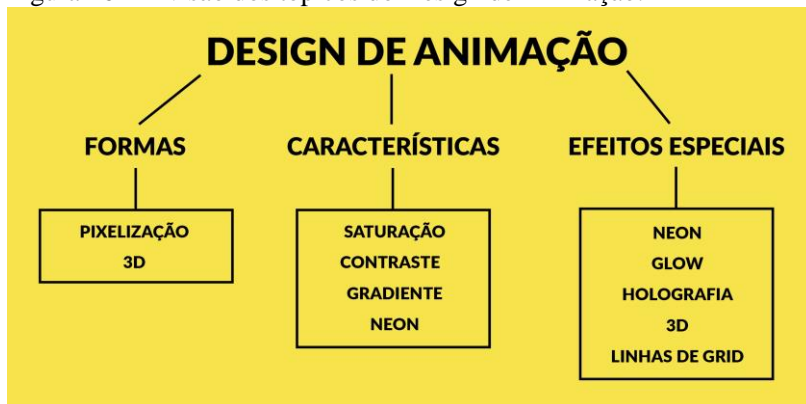 DESIGN DE ANIMAÇÃO
FORMAS
CARACTERÍSTICAS
EFEITOS ESPECIAIS
PIXELIZAÇÃO
3D
SATURAÇÃO
CONTRASTE
GRADIENTE
NEON
NEON
GLOW
HOLOGRAFIA
3D
LINHAS DE GRID